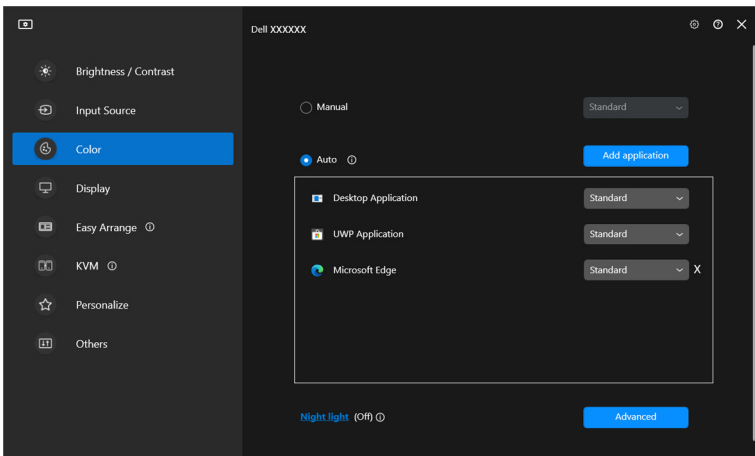 Dell XXXXXX
Brightness / Contrast
Input Source
Color
Display
Easy Arrange
KVM
Personalize
Others
Manual
Standard
Auto
Add application
Desktop Application
Standard
UWP Application
Standard
Microsoft Edge
Standard
X
Night light (Off)
Advanced